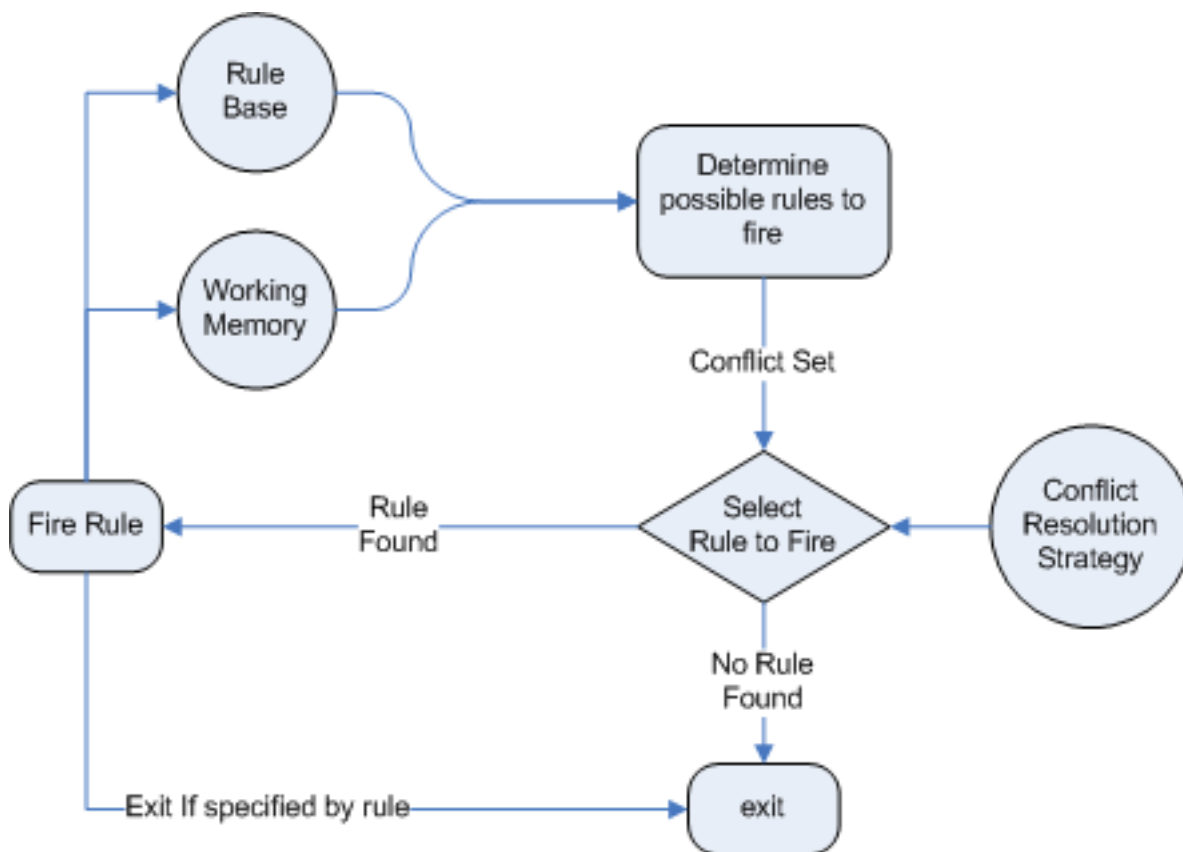 Rule
Base
Determine
possible rules to
fire
Working
Memory
Conflict Set
Fire Rule
Rule
Found
Select
Rule to Fire
Conflict
Resolution
Strategy
No Rule
Found
Exit If specified by rule
exit